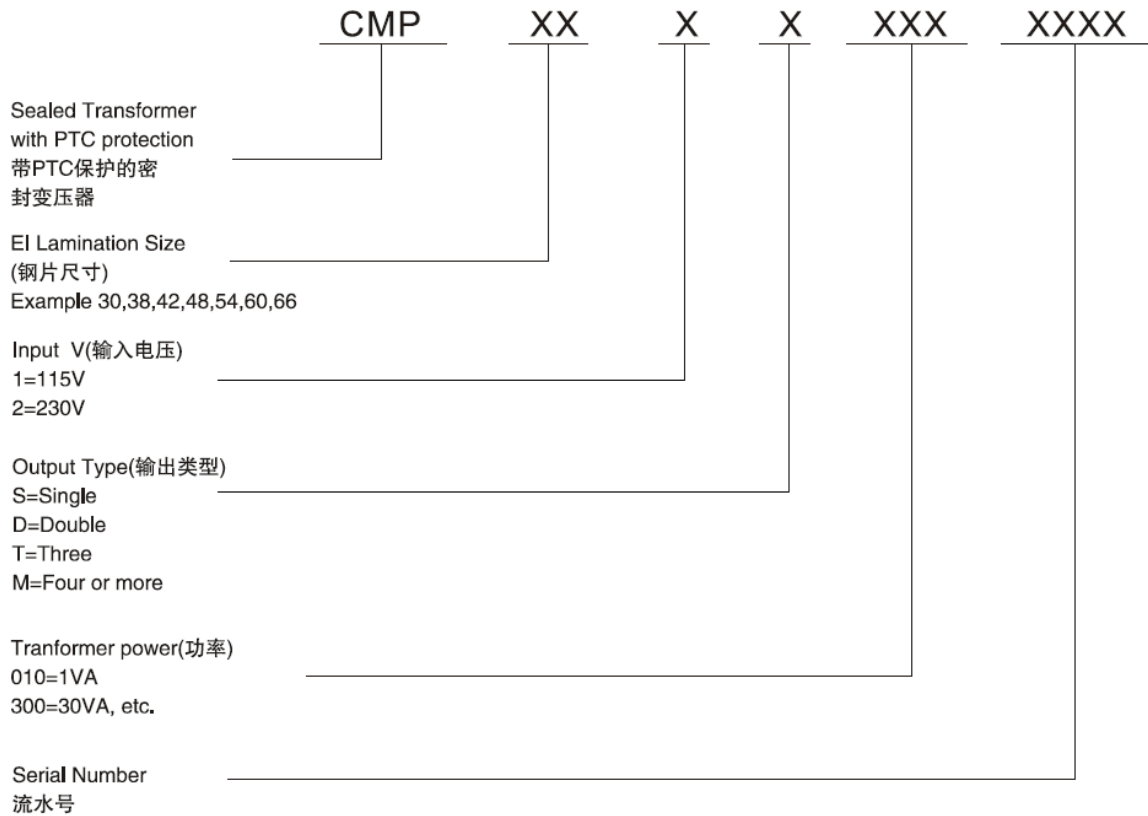 CMP XX X X XXX XXXX
Sealed Transformer
with PTC protection
带PTC保护的密
封变压器
EI Lamination Size
(钢片尺寸)
Example 30,38,42,48,54,60,66
Input V(输入电压)
1=115V
2=230V
Output Type(输出类型)
S=Single
D=Double
T=Three
M=Four or more
Tranformer power(功率)
010=1VA
300=30VA, etc.
Serial Number
流水号